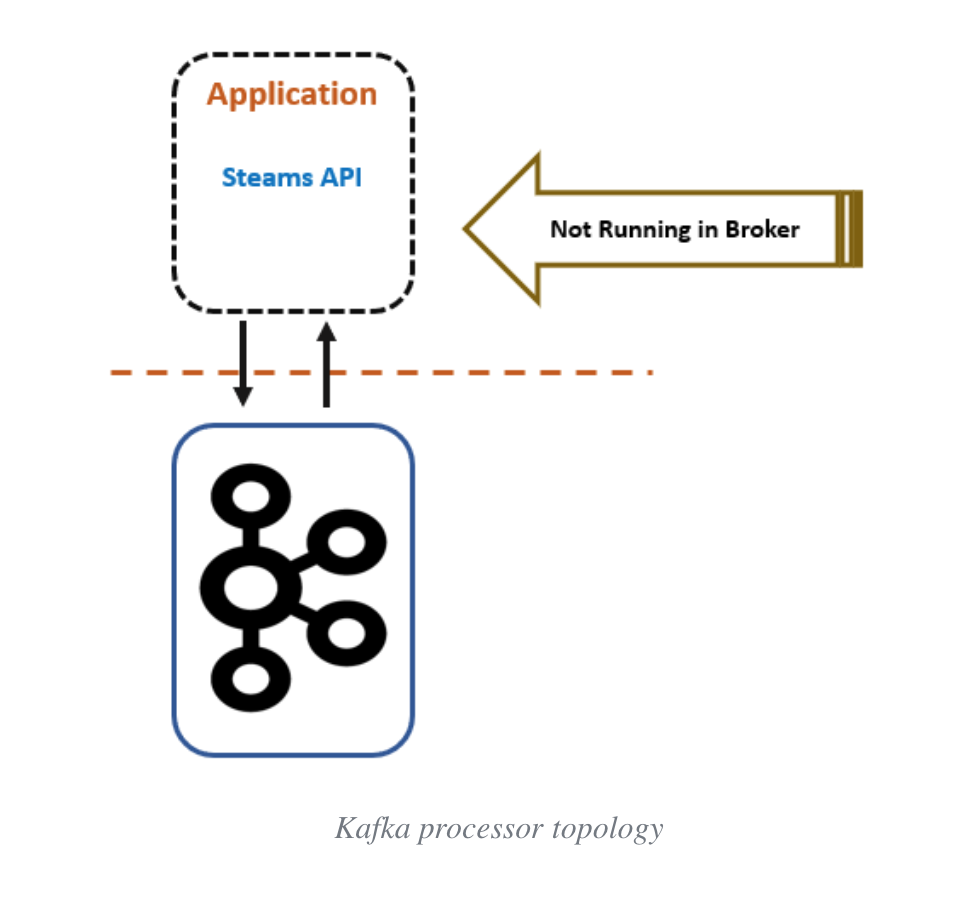 Application
Steams API
Not Running in Broker
Kafka processor topology